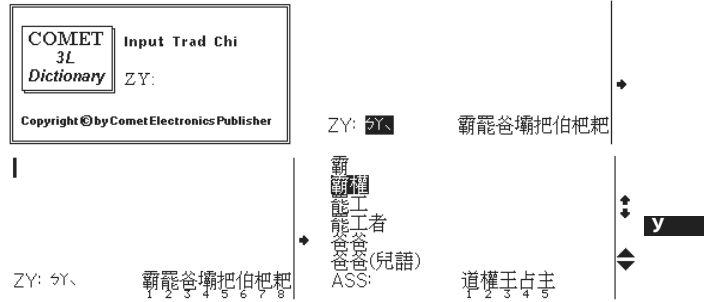 COMET
3L
Dictionary
Input Trad Chi
ZY:
Copyright © by Comet Electronics Publisher
ZY: ㄅㄚˋ 霸罷爸壩把伯杷耙
ZY: ㄅㄚˋ 霸罷爸壩把伯杷耙
1 2 3 4 5 6 7 8
霸
霸權
罷工
罷工者
爸爸
爸爸(兒語)
ASS: 道權王占主
1 2 3 4 5
y